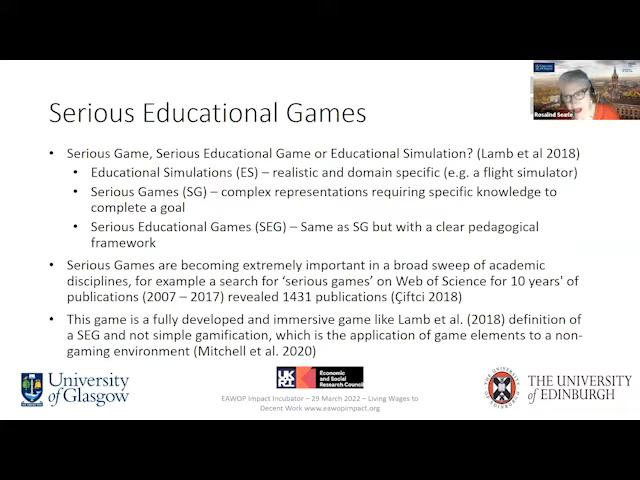 Serious Educational Games
• Serious Game, Serious Educational Game or Educational Simulation? (Lamb et al 2018)
• Educational Simulations (ES) – realistic and domain specific (e.g. a flight simulator)
• Serious Games (SG) – complex representations requiring specific knowledge to
complete a goal
• Serious Educational Games (SEG) – Same as SG but with a clear pedagogical
framework
• Serious Games are becoming extremely important in a broad sweep of academic
disciplines, for example a search for ‘serious games’ on Web of Science for 10 years' of
publications (2007 – 2017) revealed 1431 publications (Çiftci 2018)
• This game is a fully developed and immersive game like Lamb et al. (2018) definition of
a SEG and not simple gamification, which is the application of game elements to a non-
gaming environment (Mitchell et al. 2020)
Rosalind Searle
University
of Glasgow
UK
RI
Economic
and Social
Research Council
EAWOP Impact Incubator – 29 March 2022 – Living Wages to
Decent Work www.eawopimpact.org
THE UNIVERSITY
of EDINBURGH